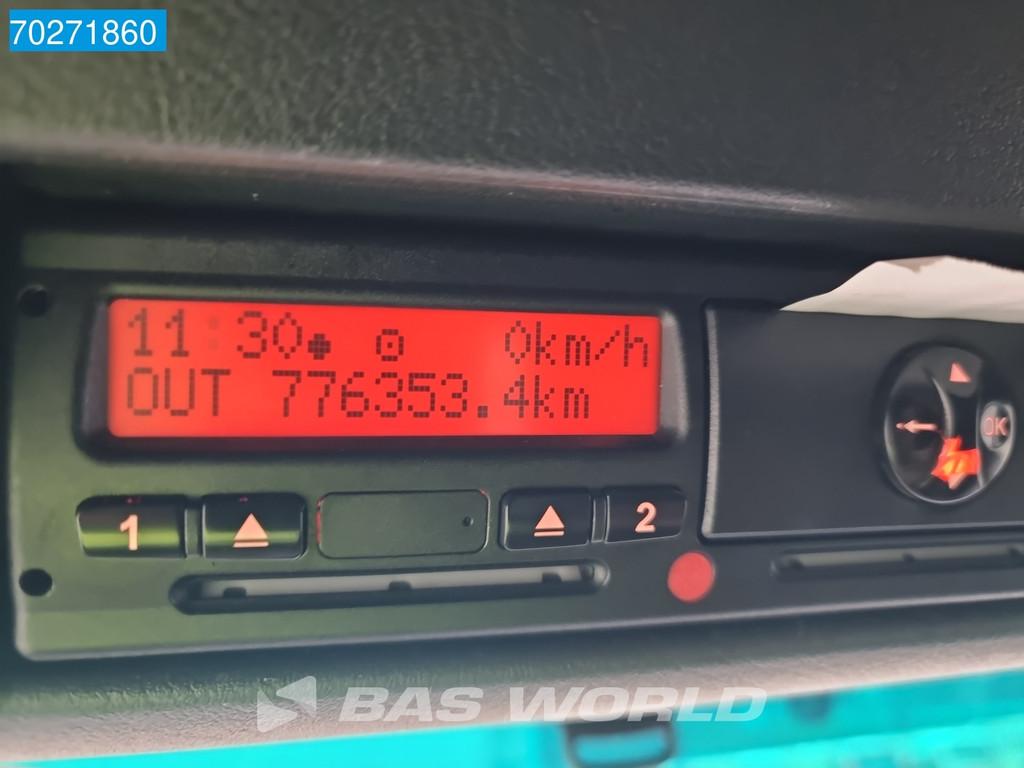 70271860
11:30 0km/h
OUT 776353.4km
1 2
OK
BAS WORLD